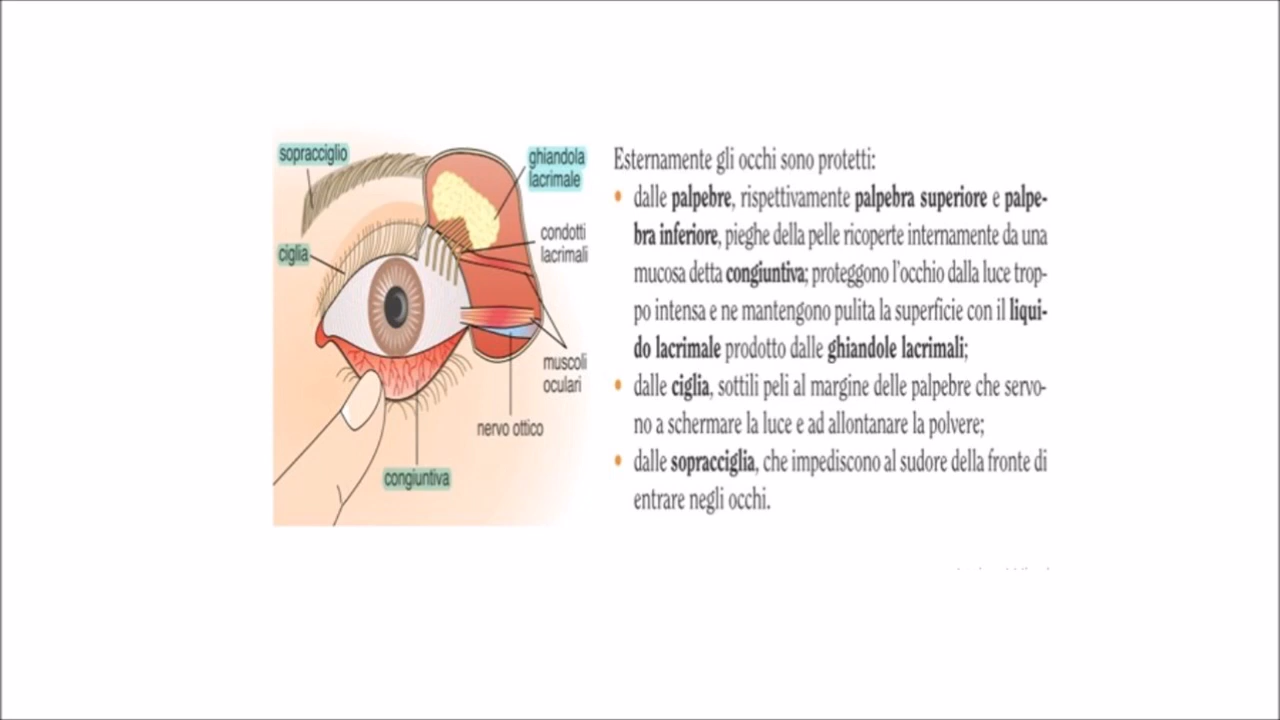 sopracciglio
ghiandola
lacrimale
condotti
lacrimali
ciglia
muscoli
oculari
nervo ottico
congiuntiva
Esternamente gli occhi sono protetti:
• dalle palpebre, rispettivamente palpebra superiore e palpe-
bra inferiore, pieghe della pelle ricoperte internamente da una
mucosa detta congiuntiva; proteggono l'occhio dalla luce trop-
po intensa e ne mantengono pulita la superficie con il liqui-
do lacrimale prodotto dalle ghiandole lacrimali;
• dalle ciglia, sottili peli al margine delle palpebre che servo-
no a schermare la luce e ad allontanare la polvere;
• dalle sopracciglia, che impediscono al sudore della fronte di
entrare negli occhi.